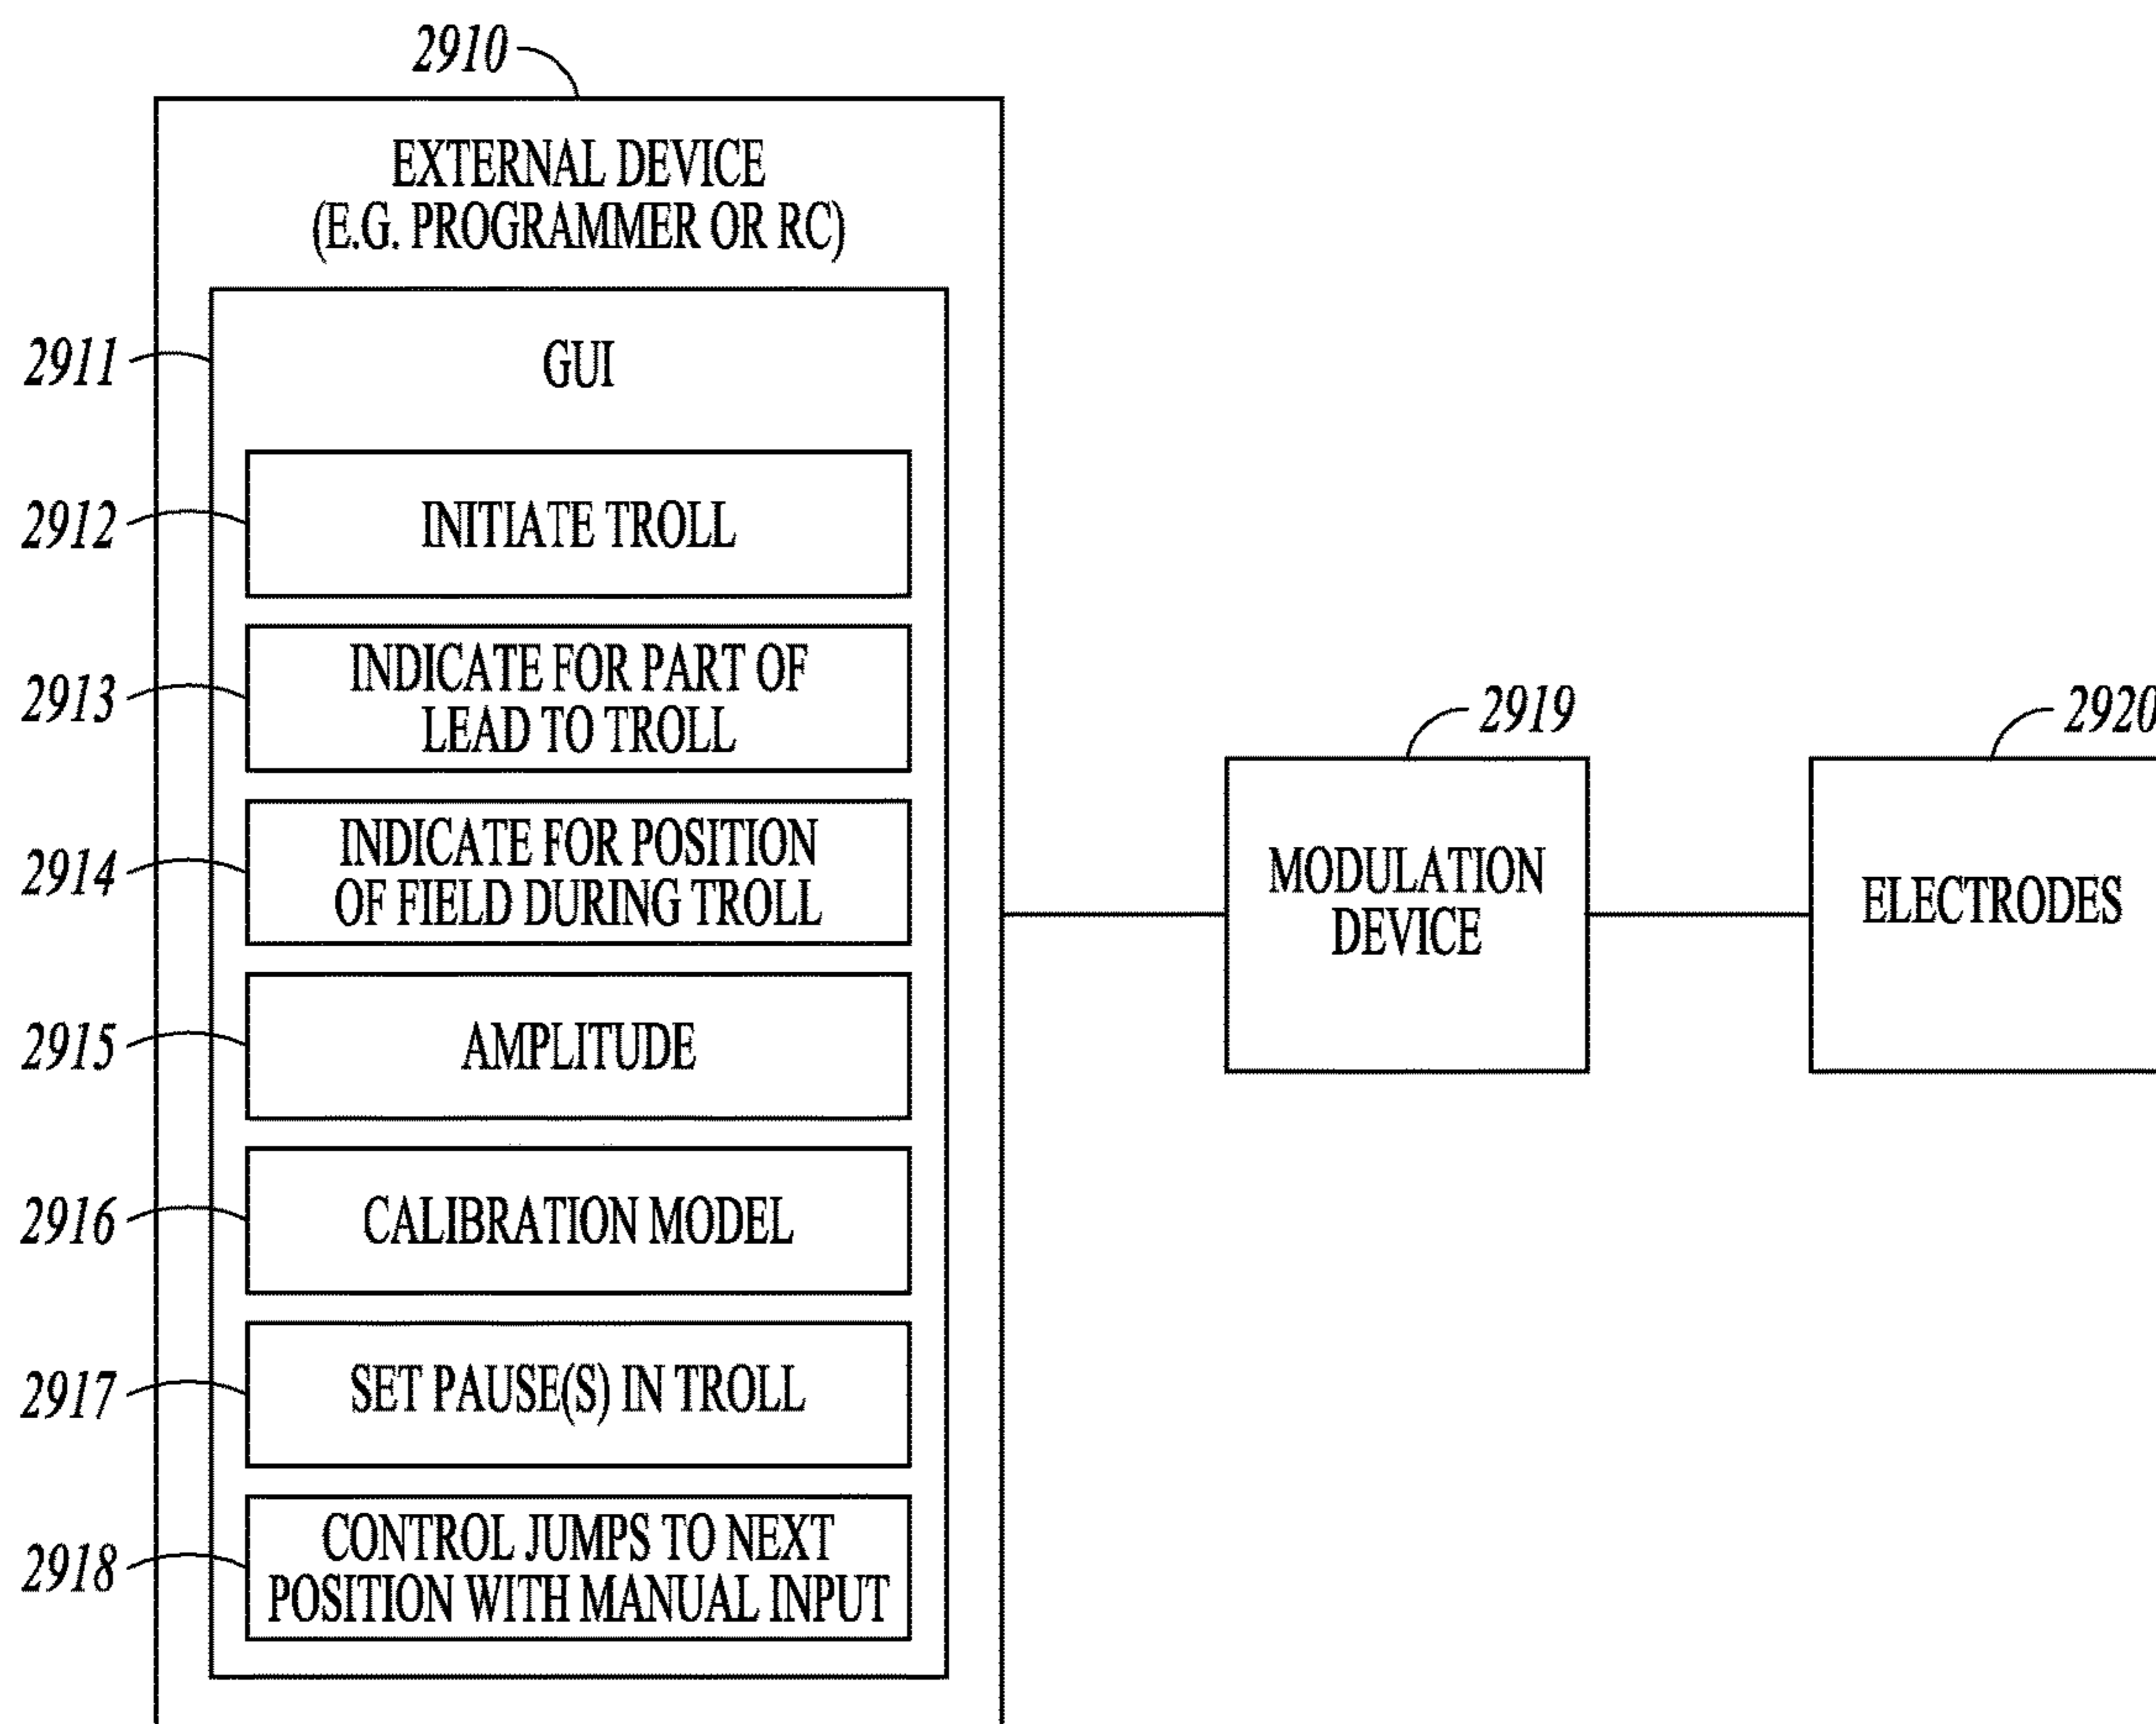 2910
EXTERNAL DEVICE
(E.G. PROGRAMMER OR RC)
2911
GUI
2912
INITIATE TROLL
2913
INDICATE FOR PART OF
LEAD TO TROLL
2914
INDICATE FOR POSITION
OF FIELD DURING TROLL
2915
AMPLITUDE
2916
CALIBRATION MODEL
2917
SET PAUSE(S) IN TROLL
2918
CONTROL JUMPS TO NEXT
POSITION WITH MANUAL INPUT
2919
MODULATION
DEVICE
2920
ELECTRODES